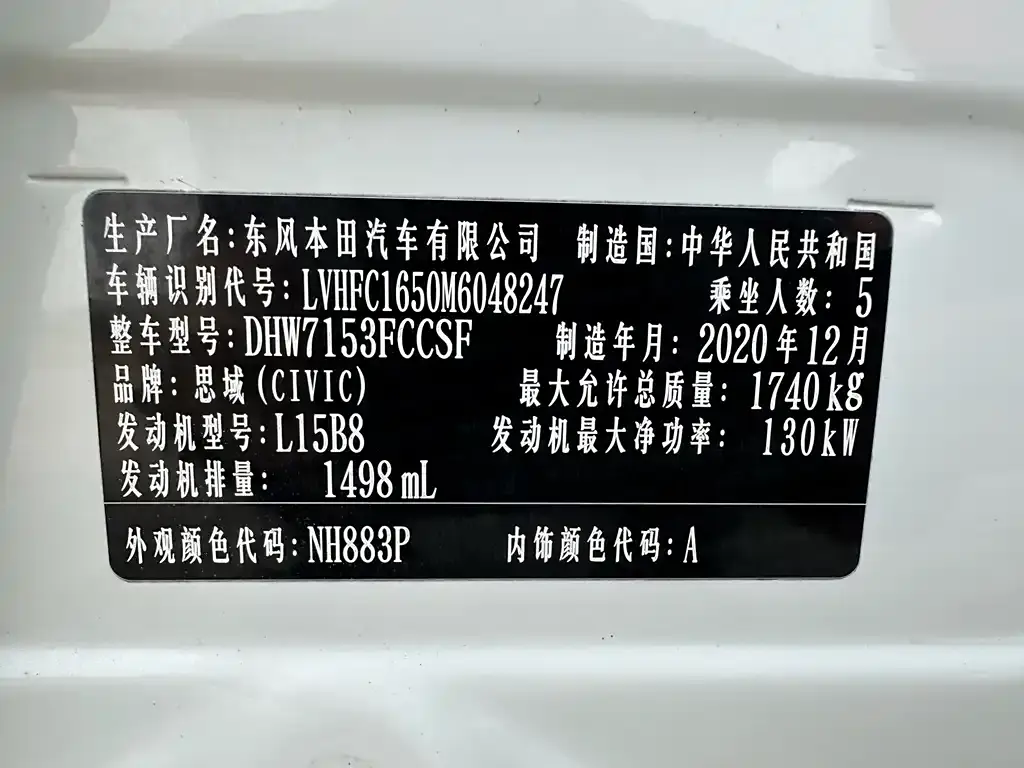 生产厂名:东风本田汽车有限公司 制造国:中华人民共和国
车辆识别代号:LVHFC1650M6048247 乘坐人数:5
整车型号:DHW7153FCCSF 制造年月:2020年12月
品牌:思域(CIVIC) 最大允许总质量:1740kg
发动机型号:L15B8 发动机最大净功率:130kW
发动机排量:1498mL
外观颜色代码:NH883P 内饰颜色代码:A